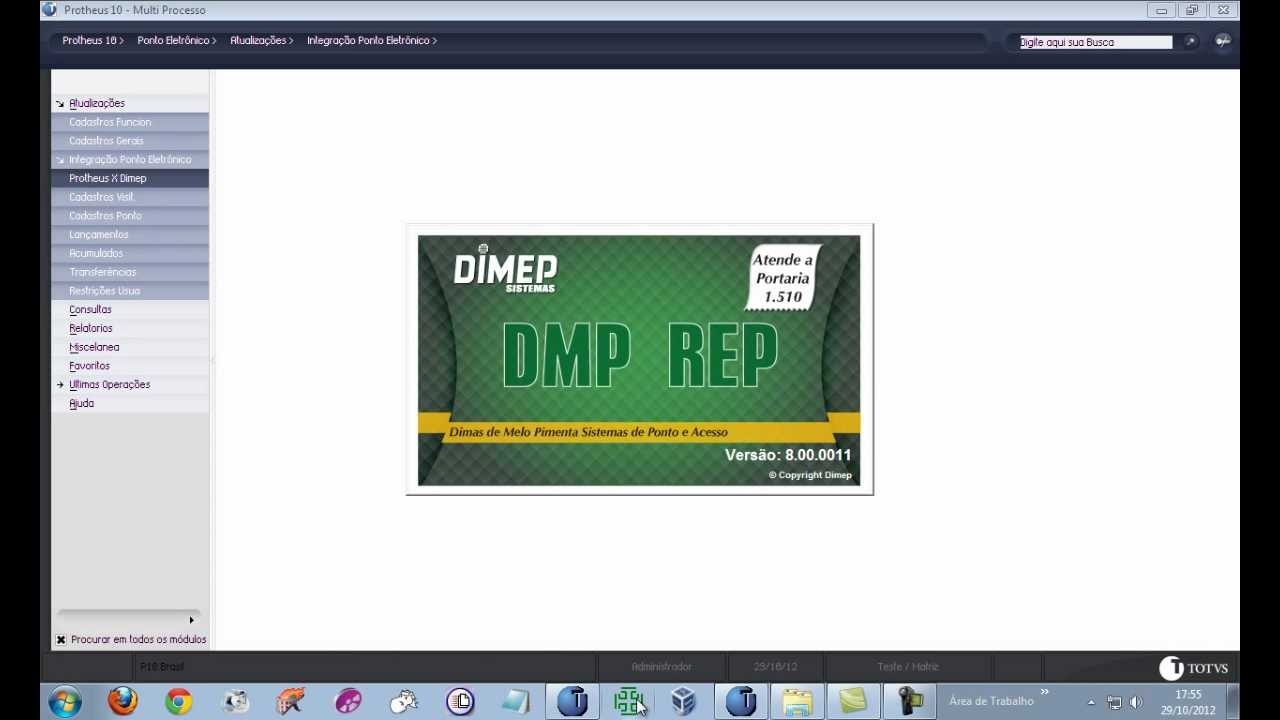 Protheus 10 - Multi Processo
Protheus 10 > Ponto Eletrônico > Atualizações > Integração Ponto Eletrônico >
Digite aqui sua Busca
Atualizações
Cadastros Funcion
Cadastros Gerais
Integração Ponto Eletrônico
Protheus X Dimep
Cadastros Visit.
Cadastros Ponto
Lançamentos
Acumulados
Transferências
Restrições Usua
Consultas
Relatorios
Miscelanea
Favoritos
Ultimas Operações
Ajuda
Procurar em todos os módulos
DIMEP
SISTEMAS
Atende a
Portaria
1.510
DMP REP
Dimas de Melo Pimenta Sistemas de Ponto e Acesso
Versão: 8.00.0011
© Copyright Dimep
P10 Brasil
Administrador
29/10/12
Teste / Matriz
TOTVS
Área de Trabalho
17:55
29/10/2012